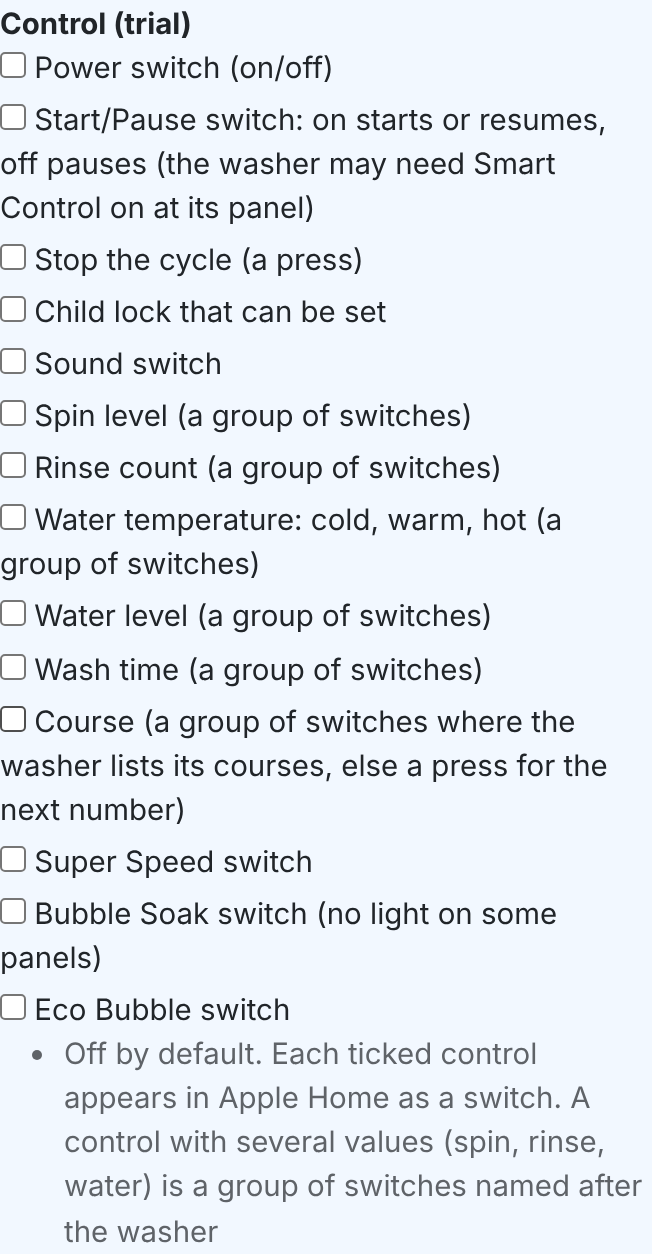 Control (trial)
Power switch (on/off)
Start/Pause switch: on starts or resumes,
off pauses (the washer may need Smart
Control on at its panel)
Stop the cycle (a press)
Child lock that can be set
Sound switch
Spin level (a group of switches)
Rinse count (a group of switches)
Water temperature: cold, warm, hot (a
group of switches)
Water level (a group of switches)
Wash time (a group of switches)
Course (a group of switches where the
washer lists its courses, else a press for the
next number)
Super Speed switch
Bubble Soak switch (no light on some
panels)
Eco Bubble switch
• Off by default. Each ticked control
appears in Apple Home as a switch. A
control with several values (spin, rinse,
water) is a group of switches named after
the washer